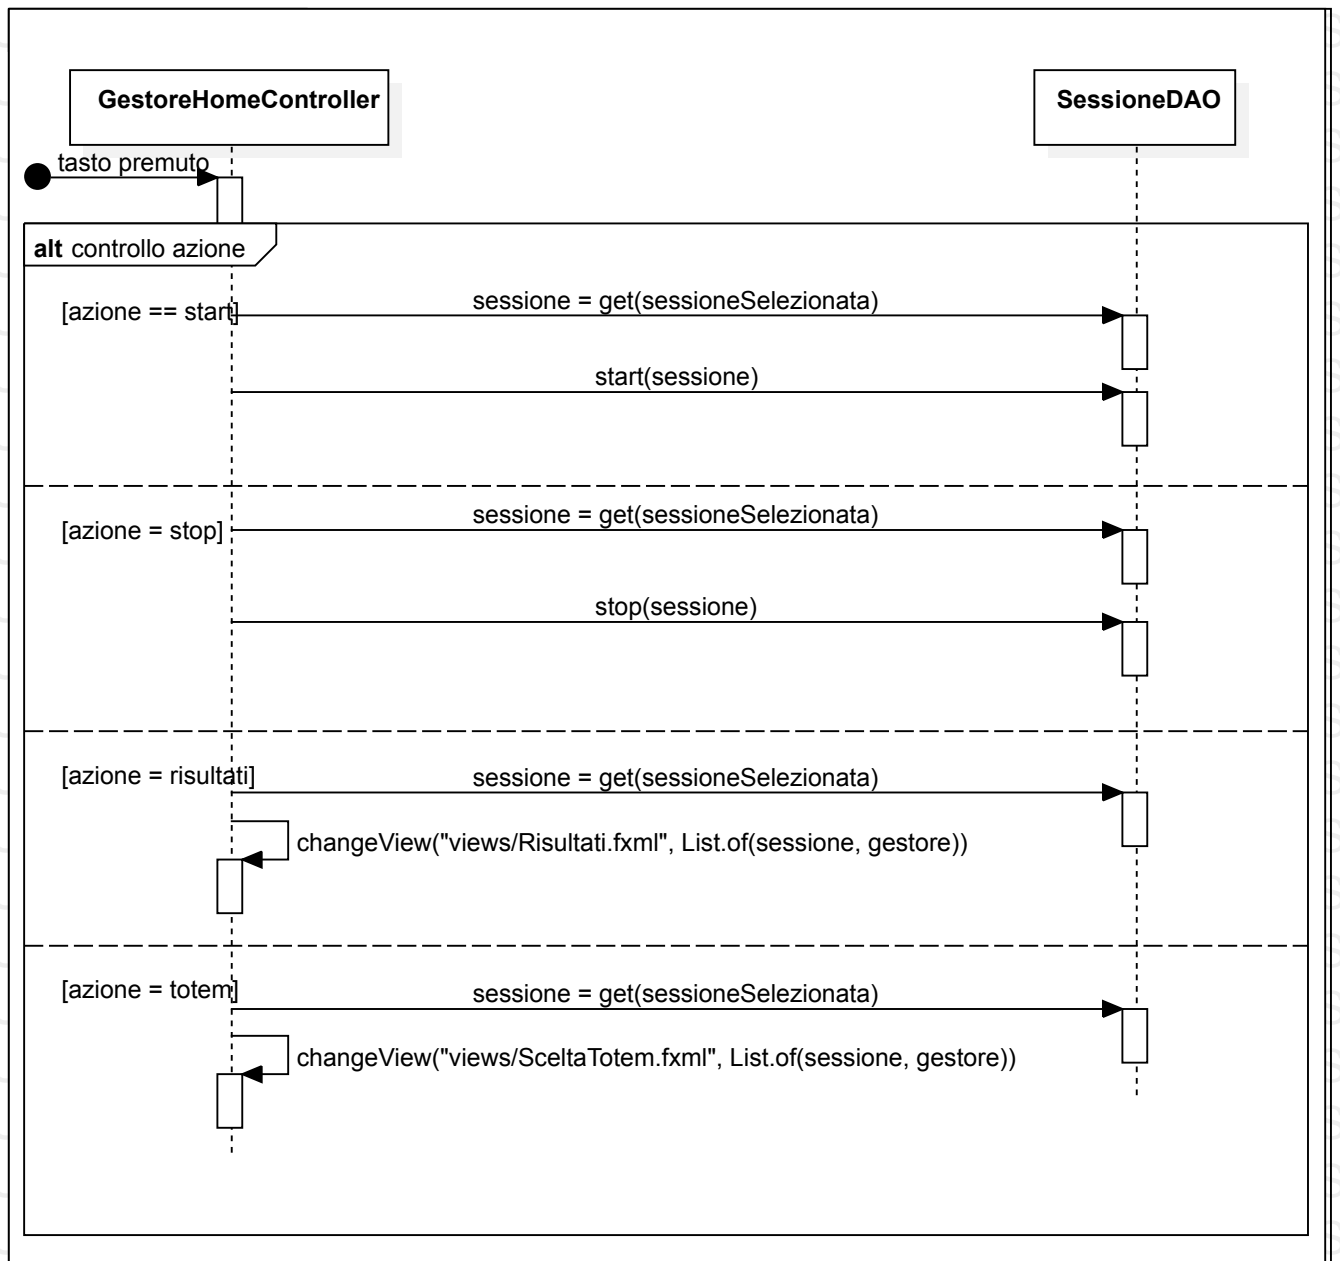 GestoreHomeController
SessioneDAO
tasto premuto
alt controllo azione
[azione == start]
sessione = get(sessioneSelezionata)
start(sessione)
[azione = stop]
sessione = get(sessioneSelezionata)
stop(sessione)
[azione = risultati]
sessione = get(sessioneSelezionata)
changeView("views/Risultati.fxml", List.of(sessione, gestore))
[azione = totem]
sessione = get(sessioneSelezionata)
changeView("views/SceltaTotem.fxml", List.of(sessione, gestore))